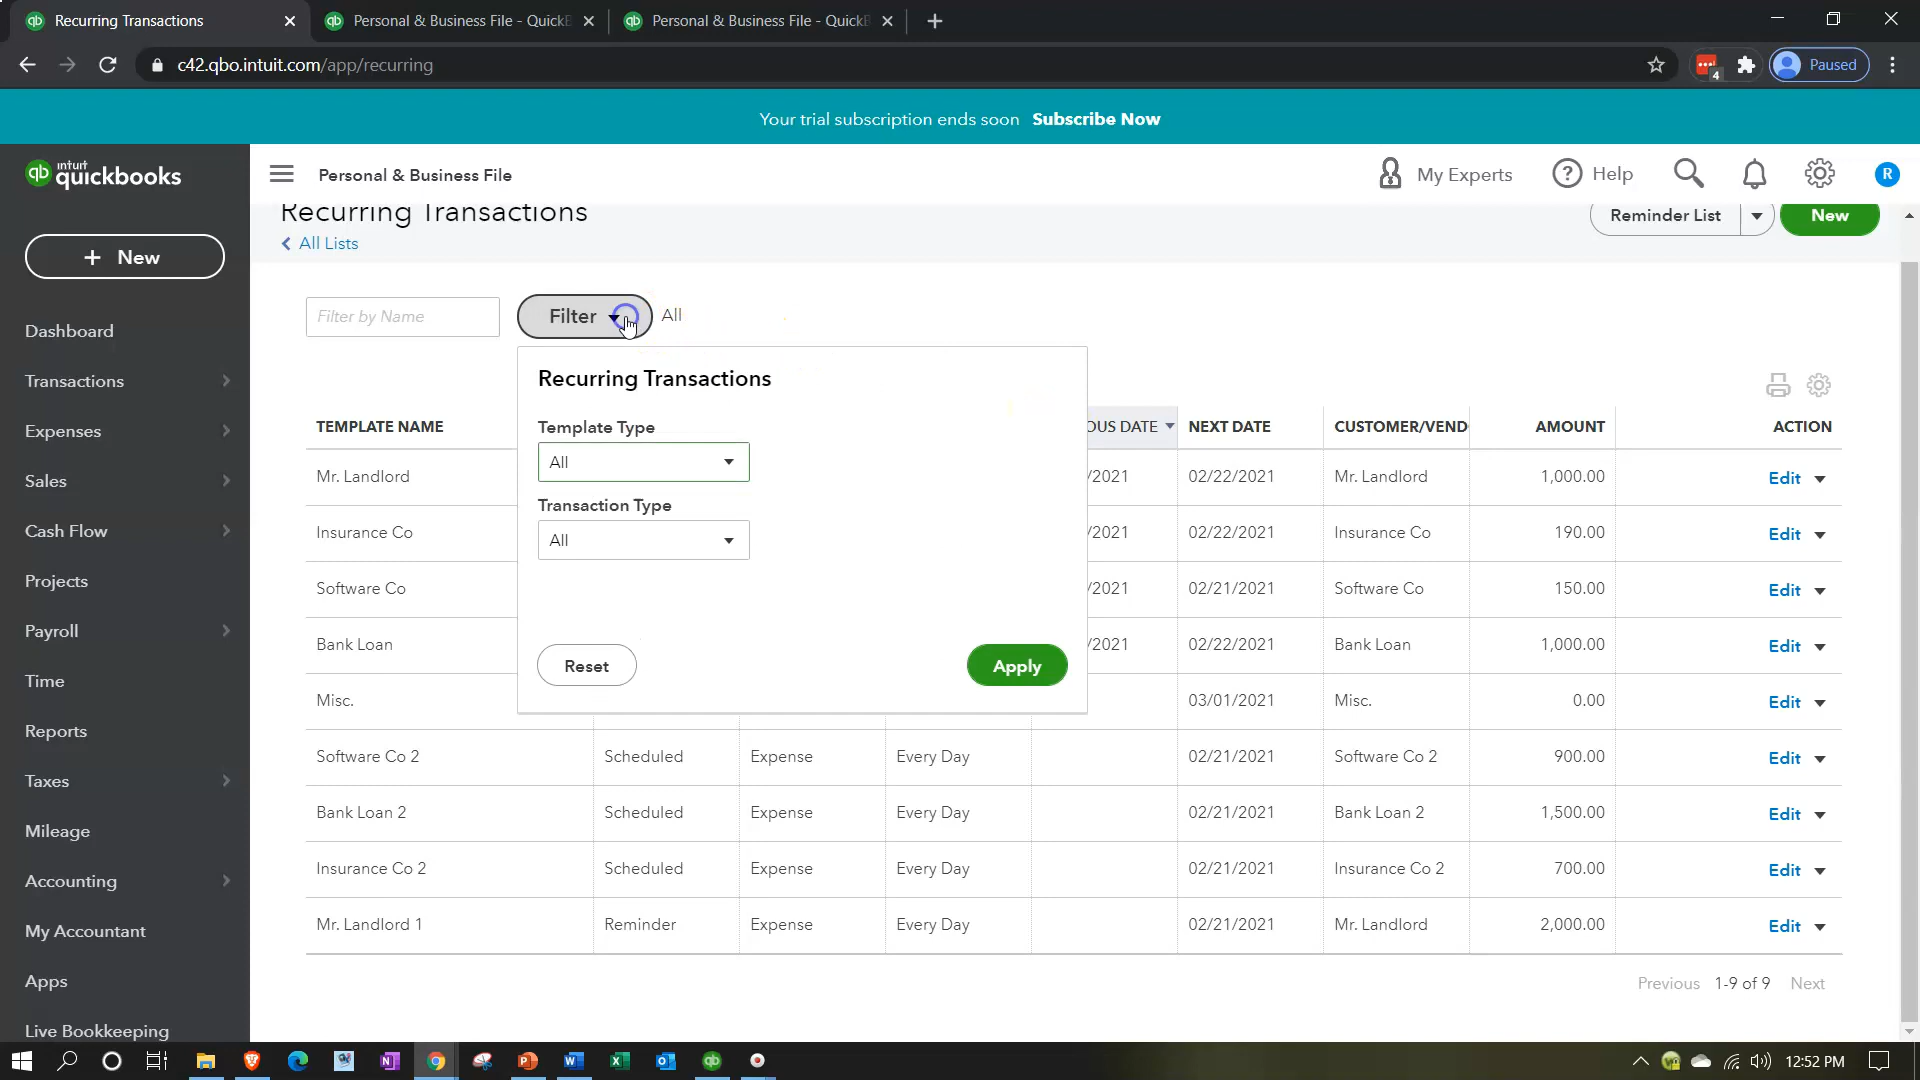 Recurring Transactions
Personal & Business File - QuickB
Personal & Business File - QuickB
c42.qbo.intuit.com/app/recurring
4
Paused
Your trial subscription ends soon Subscribe Now
intuit
qb quickbooks
Personal & Business File
My Experts
Help
R
Recurring Transactions
All Lists
Reminder List
New
+ New
Dashboard
Transactions
Expenses
Sales
Cash Flow
Projects
Payroll
Time
Reports
Taxes
Mileage
Accounting
My Accountant
Apps
Live Bookkeeping
Filter by Name
Filter
All
Recurring Transactions
Template Type
All
Transaction Type
All
Reset
Apply
TEMPLATE NAME OUS DATE NEXT DATE CUSTOMER/VEND AMOUNT ACTION
Mr. Landlord /2021 02/22/2021 Mr. Landlord 1,000.00 Edit
Insurance Co /2021 02/22/2021 Insurance Co 190.00 Edit
Software Co /2021 02/21/2021 Software Co 150.00 Edit
Bank Loan /2021 02/22/2021 Bank Loan 1,000.00 Edit
Misc. 03/01/2021 Misc. 0.00 Edit
Software Co 2 Scheduled Expense Every Day 02/21/2021 Software Co 2 900.00 Edit
Bank Loan 2 Scheduled Expense Every Day 02/21/2021 Bank Loan 2 1,500.00 Edit
Insurance Co 2 Scheduled Expense Every Day 02/21/2021 Insurance Co 2 700.00 Edit
Mr. Landlord 1 Reminder Expense Every Day 02/21/2021 Mr. Landlord 2,000.00 Edit
Previous 1-9 of 9 Next
12:52 PM